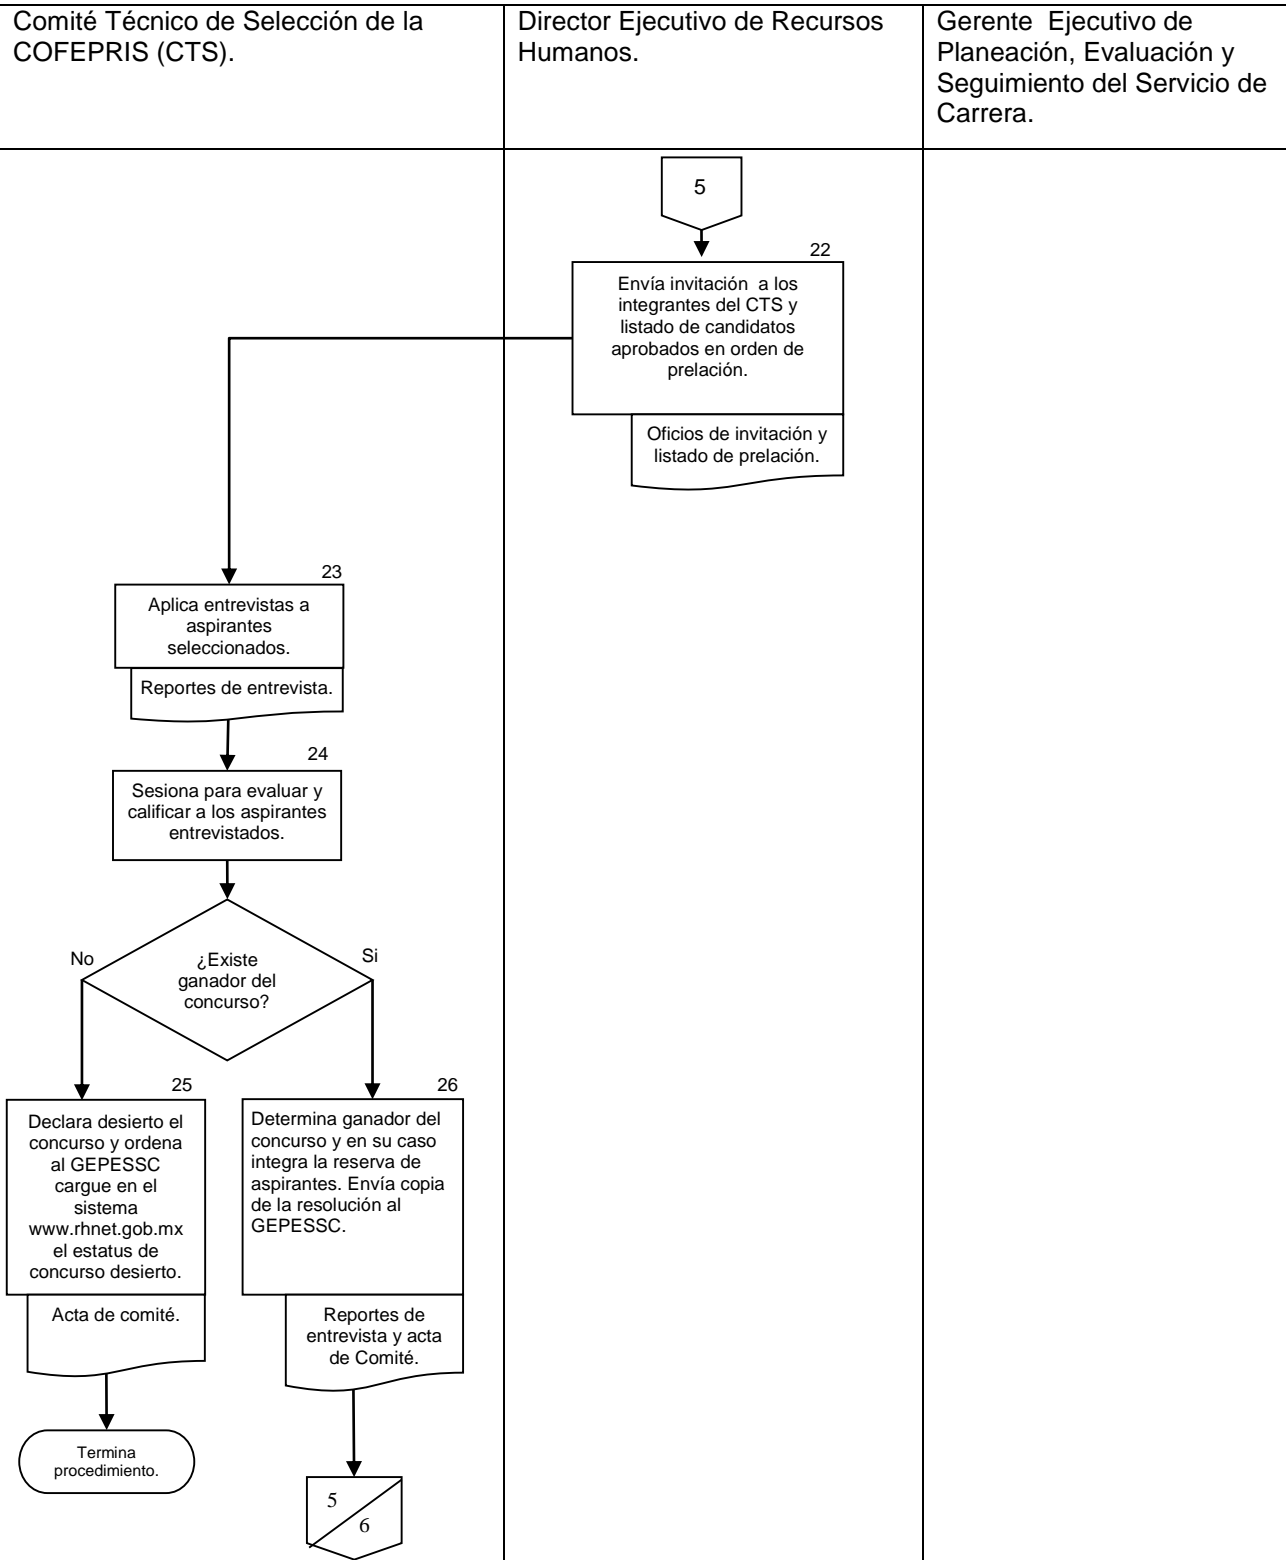 Comité Técnico de Selección de la
COFEPRIS (CTS).
Director Ejecutivo de Recursos
Humanos.
Gerente  Ejecutivo de
Planeación, Evaluación y
Seguimiento del Servicio de
Carrera.
5
22
Envía invitación  a los
integrantes del CTS y
listado de candidatos
aprobados en orden de
prelación.
Oficios de invitación y
listado de prelación.
23
Aplica entrevistas a
aspirantes
seleccionados.
Reportes de entrevista.
24
Sesiona para evaluar y
calificar a los aspirantes
entrevistados.
No
¿Existe
ganador del
concurso?
Si
25
Declara desierto el
concurso y ordena
al GEPESSC
cargue en el
sistema
www.rhnet.gob.mx
el estatus de
concurso desierto.
Acta de comité.
Termina
procedimiento.
26
Determina ganador del
concurso y en su caso
integra la reserva de
aspirantes. Envía copia
de la resolución al
GEPESSC.
Reportes de
entrevista y acta
de Comité.
5
6